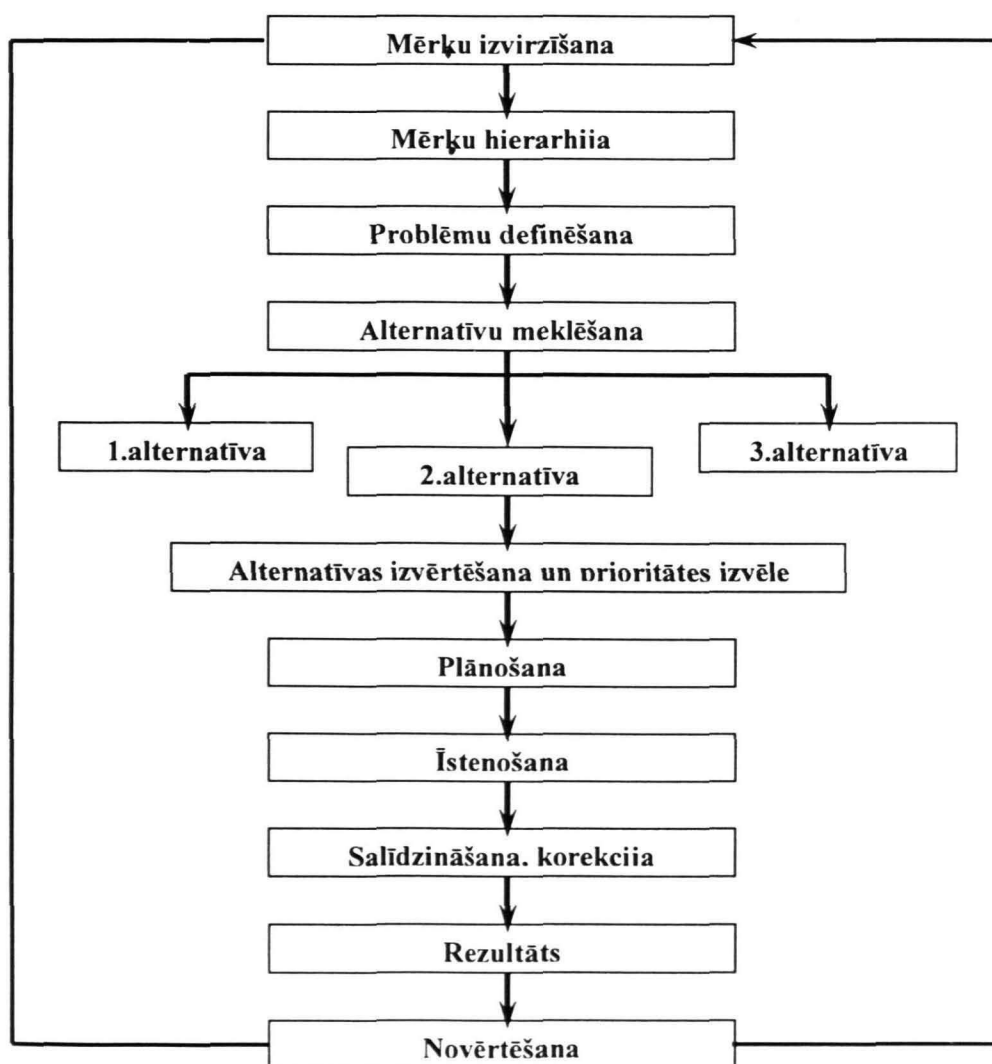 Mērķu izvirzīšana
Mērķu hierarhija
Problēmu definēšana
Alternatīvu meklēšana
1.alternatīva
2.alternatīva
3.alternatīva
Alternatīvas izvērtēšana un prioritātes izvēle
Plānošana
Īstenošana
Salīdzināšana. korekcija
Rezultāts
Novērtēšana